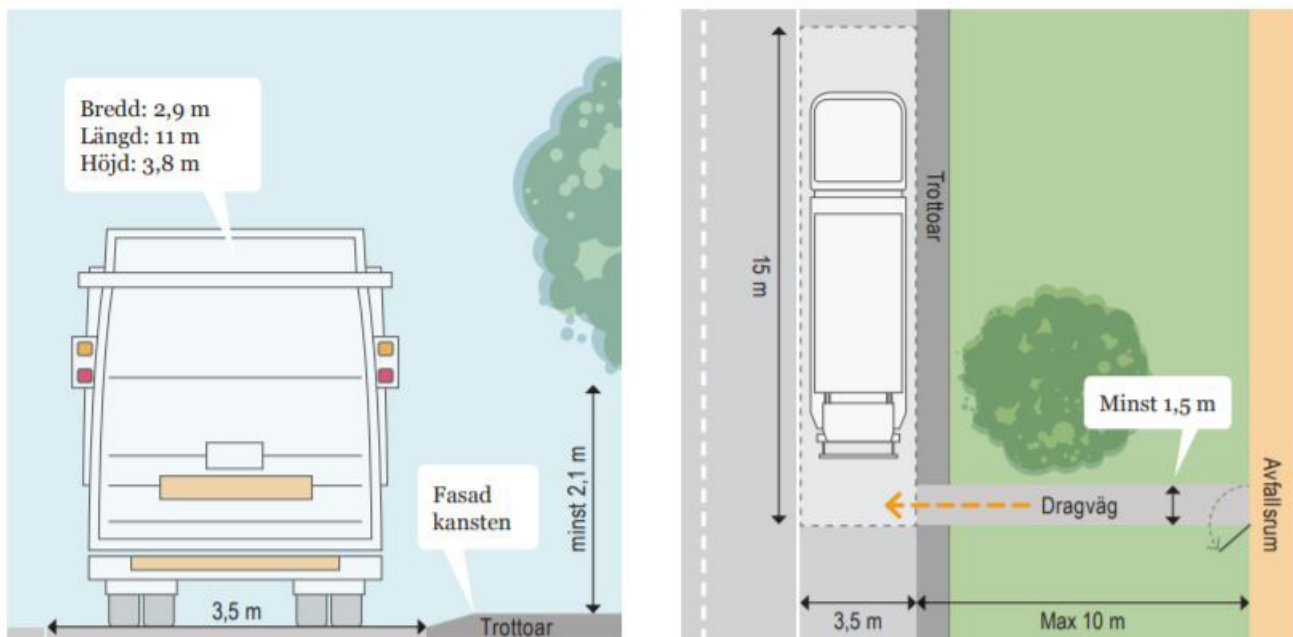 Bredd: 2,9 m
Längd: 11 m
Höjd: 3,8 m
minst 2,1 m
Fasad
kansten
3,5 m
Trottoar
15 m
Trottoar
Minst 1,5 m
Dragväg
Avfallsrum
3,5 m
Max 10 m